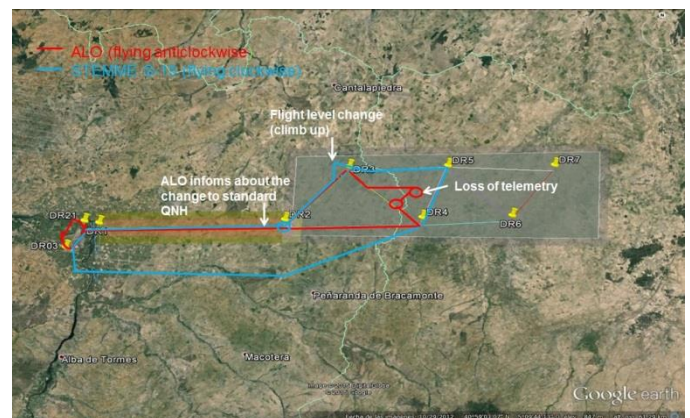 ALO (flying anticlockwise
STEMME S-15 (flying clockwise)
Cantalapiedra
Flight level change
(climb up)
DR3
DR5
DR7
ALO infoms about the
change to standard
QNH
Loss of telemetry
DR21
DR2
DR4
DR6
DR03
Peñaranda de Bracamonte
Alba de Tormes
Macotera
Google earth